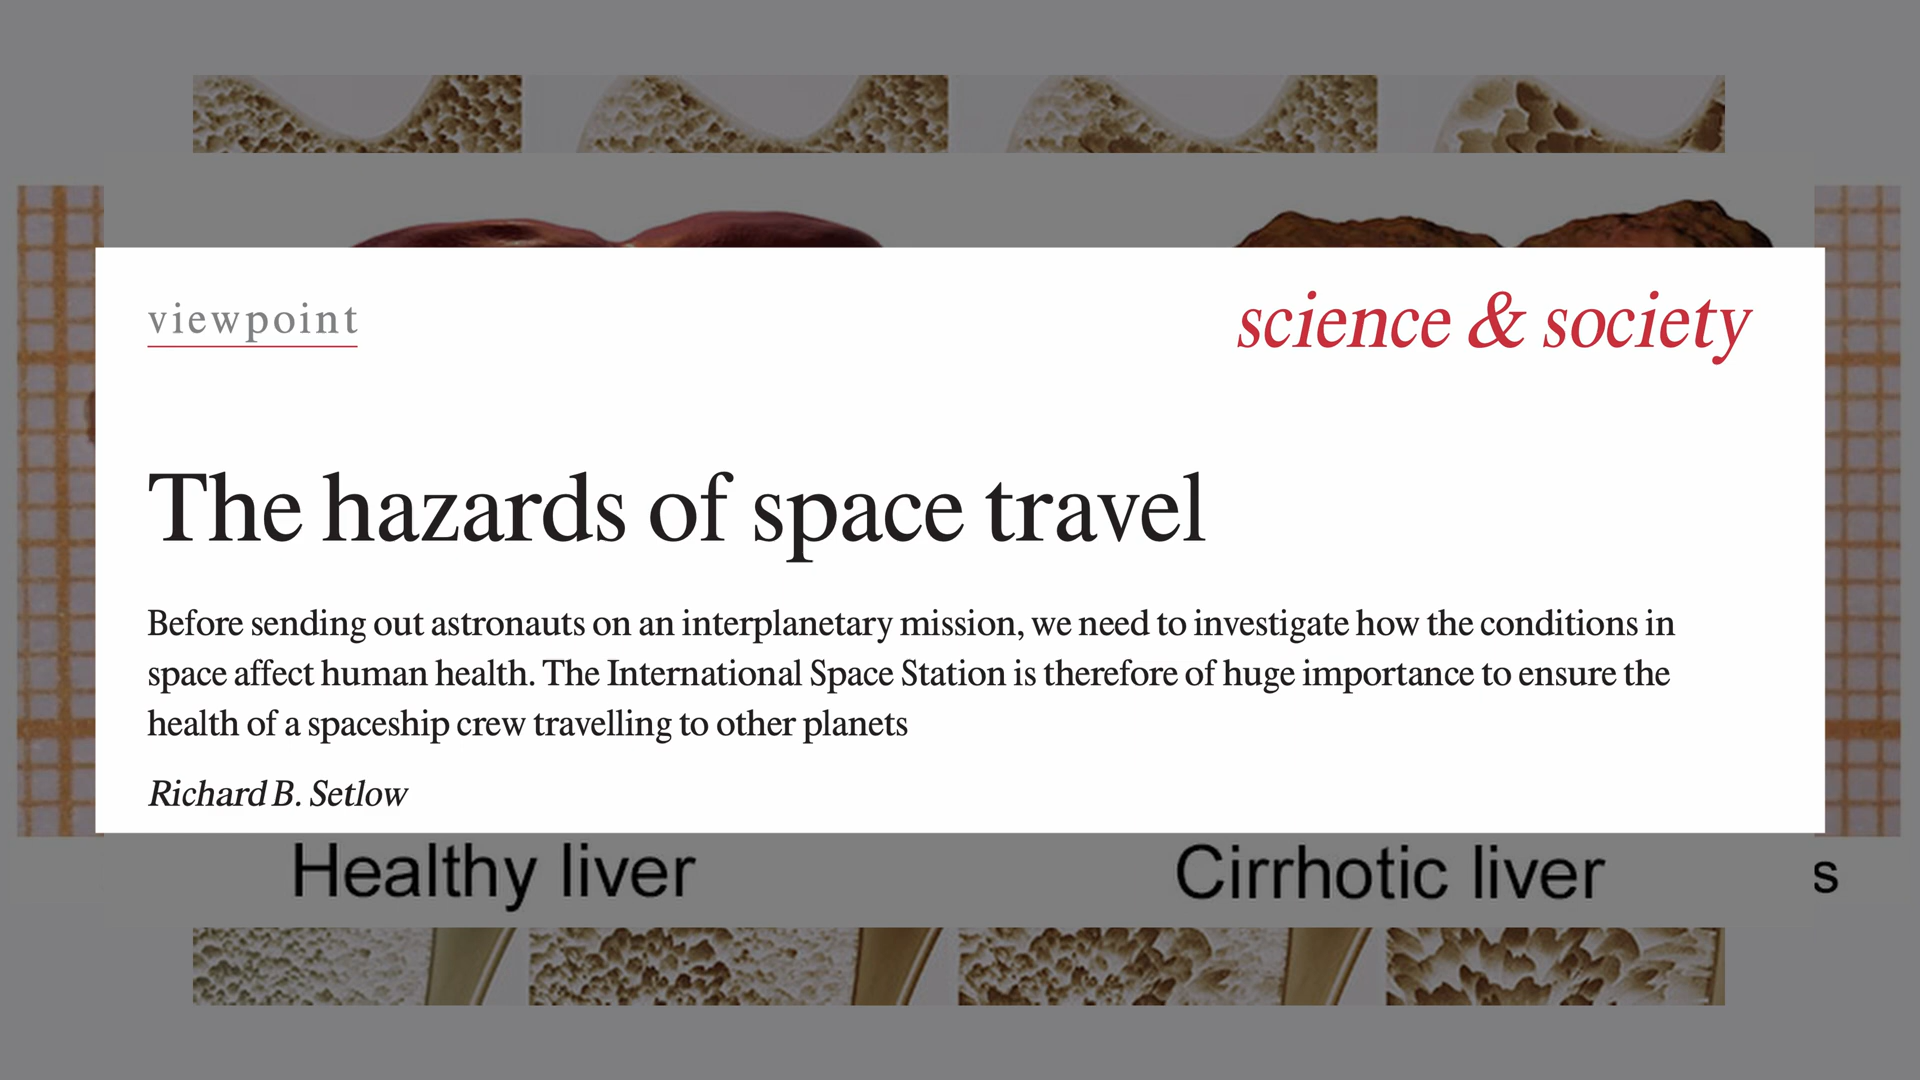 viewpoint
science & society
The hazards of space travel
Before sending out astronauts on an interplanetary mission, we need to investigate how the conditions in
space affect human health. The International Space Station is therefore of huge importance to ensure the
health of a spaceship crew travelling to other planets
Richard B. Setlow
Healthy liver
Cirrhotic liver
s